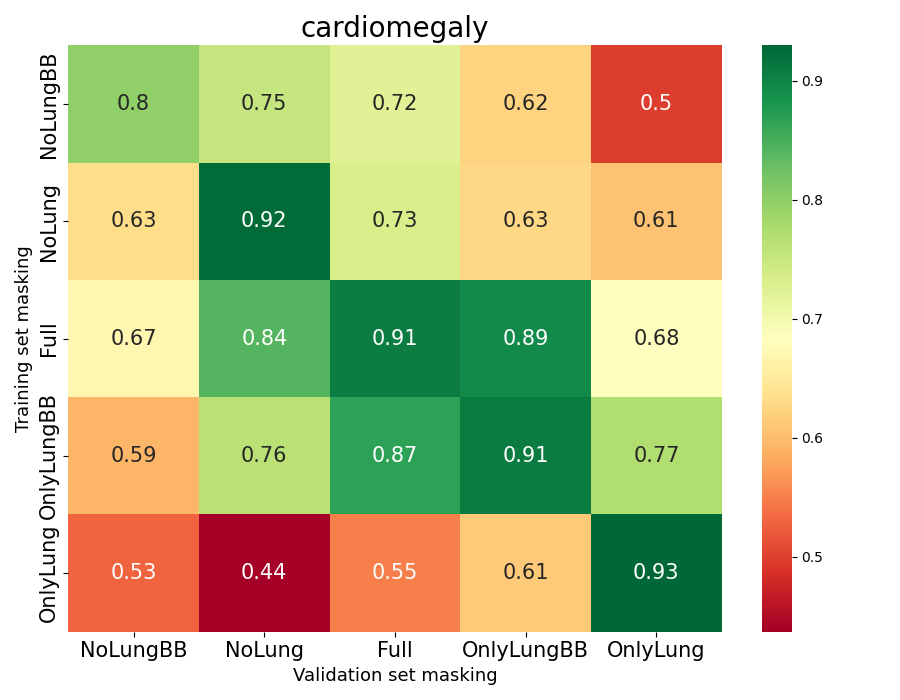 cardiomegaly
Training set masking
NoLungBB 0.8 0.75 0.72 0.62 0.5
NoLung 0.63 0.92 0.73 0.63 0.61
Full 0.67 0.84 0.91 0.89 0.68
OnlyLungBB 0.59 0.76 0.87 0.91 0.77
OnlyLung 0.53 0.44 0.55 0.61 0.93
NoLungBB NoLung Full OnlyLungBB OnlyLung
Validation set masking
0.9
0.8
0.7
0.6
0.5